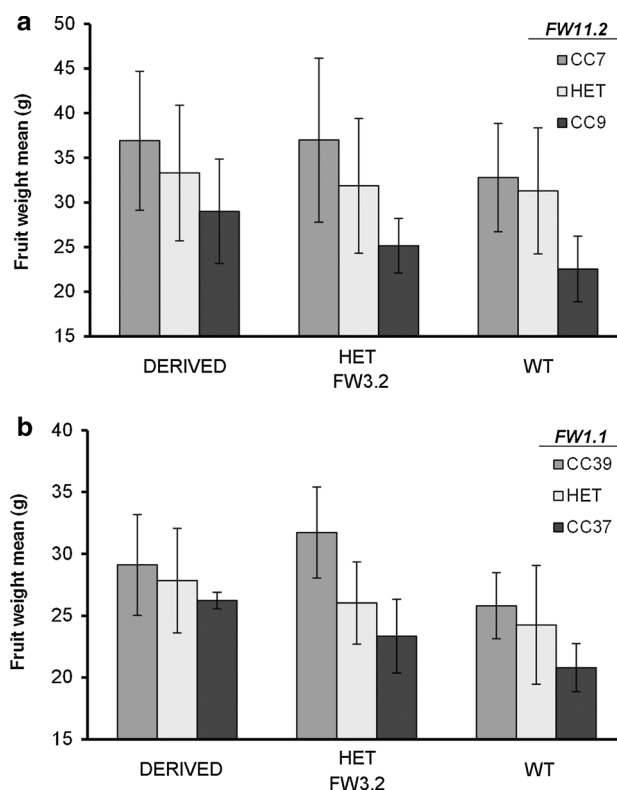 a
FW11.2
CC7
HET
CC9
Fruit weight mean (g)
50
45
40
35
30
25
20
15
DERIVED
HET
WT
FW3.2
b
FW1.1
CC39
HET
CC37
Fruit weight mean (g)
40
35
30
25
20
15
DERIVED
HET
WT
FW3.2